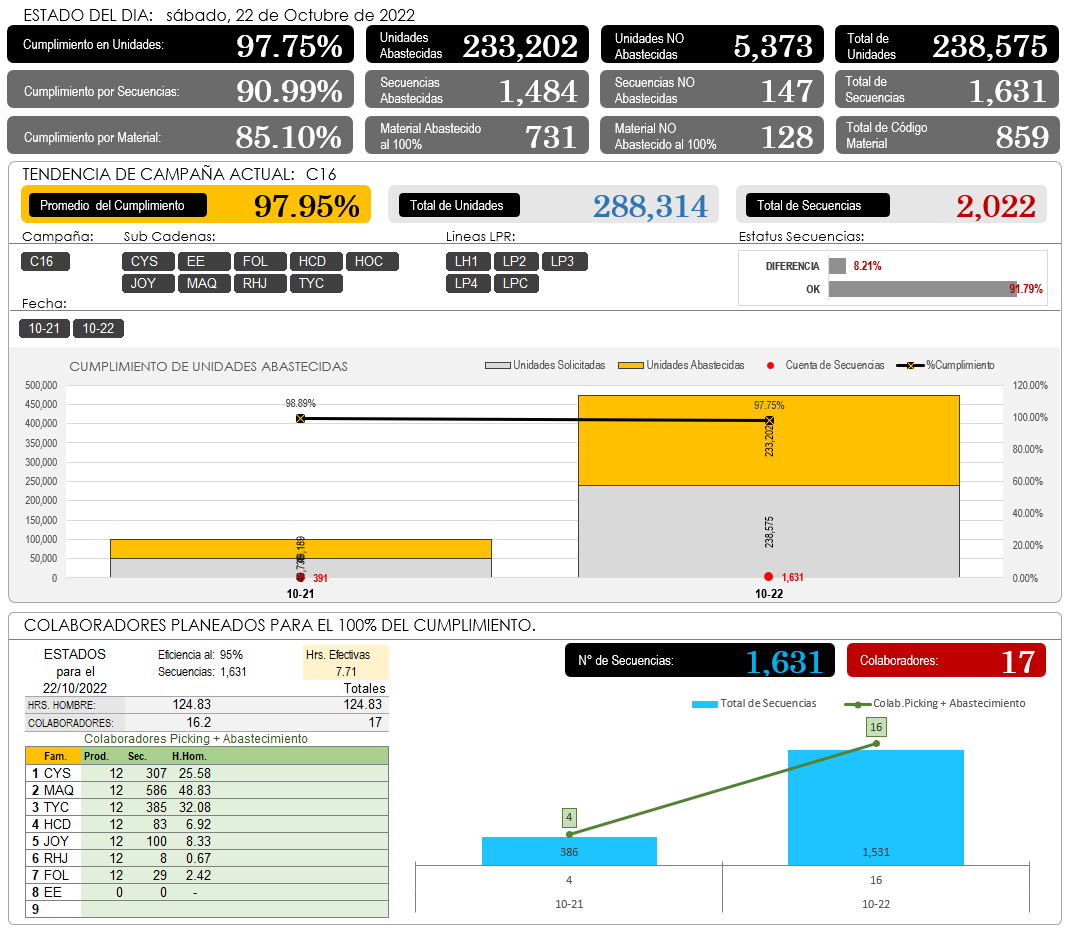 ESTADO DEL DIA: sábado, 22 de Octubre de 2022
Cumplimiento en Unidades: 97.75%
Unidades Abastecidas 233,202
Unidades NO Abastecidas 5,373
Total de Unidades 238,575
Cumplimiento por Secuencias: 90.99%
Secuencias Abastecidas 1,484
Secuencias NO Abastecidas 147
Total de Secuencias 1,631
Cumplimiento por Material: 85.10%
Material Abastecido al 100% 731
Material NO Abastecido al 100% 128
Total de Código Material 859
TENDENCIA DE CAMPAÑA ACTUAL: C16
Promedio del Cumplimiento 97.95%
Total de Unidades 288,314
Total de Secuencias 2,022
Campaña: Sub Cadenas: Lineas LPR: Estatus Secuencias:
C16 CYS EE FOL HCD HOC LH1 LP2 LP3
JOY MAQ RHJ TYC LP4 LPC
DIFERENCIA 8.21%
OK 91.79%
Fecha:
10-21 10-22
CUMPLIMIENTO DE UNIDADES ABASTECIDAS
Unidades Solicitadas Unidades Abastecidas Cuenta de Secuencias %Cumplimiento
500,000 120.00%
450,000
400,000 100.00%
350,000
300,000 80.00%
250,000 60.00%
200,000
150,000 40.00%
100,000 20.00%
50,000
0 0.00%
98.89% 97.75%
233,202
238,575
391 1,631
10-21 10-22
COLABORADORES PLANEADOS PARA EL 100% DEL CUMPLIMIENTO.
ESTADOS para el 22/10/2022
Eficiencia al: 95%
Secuencias: 1,631
Hrs. Efectivas
7.71
Totales
HRS. HOMBRE: 124.83 124.83
COLABORADORES: 16.2 17
Colaboradores Picking + Abastecimiento
Fam. Prod. Sec. H.Hom.
1 CYS 12 307 25.58
2 MAQ 12 586 48.83
3 TYC 12 385 32.08
4 HCD 12 83 6.92
5 JOY 12 100 8.33
6 RHJ 12 8 0.67
7 FOL 12 29 2.42
8 EE 0 0 -
9
N° de Secuencias: 1,631
Colaboradores: 17
Total de Secuencias Colab.Picking + Abastecimiento
16
4
386 1,531
4 16
10-21 10-22